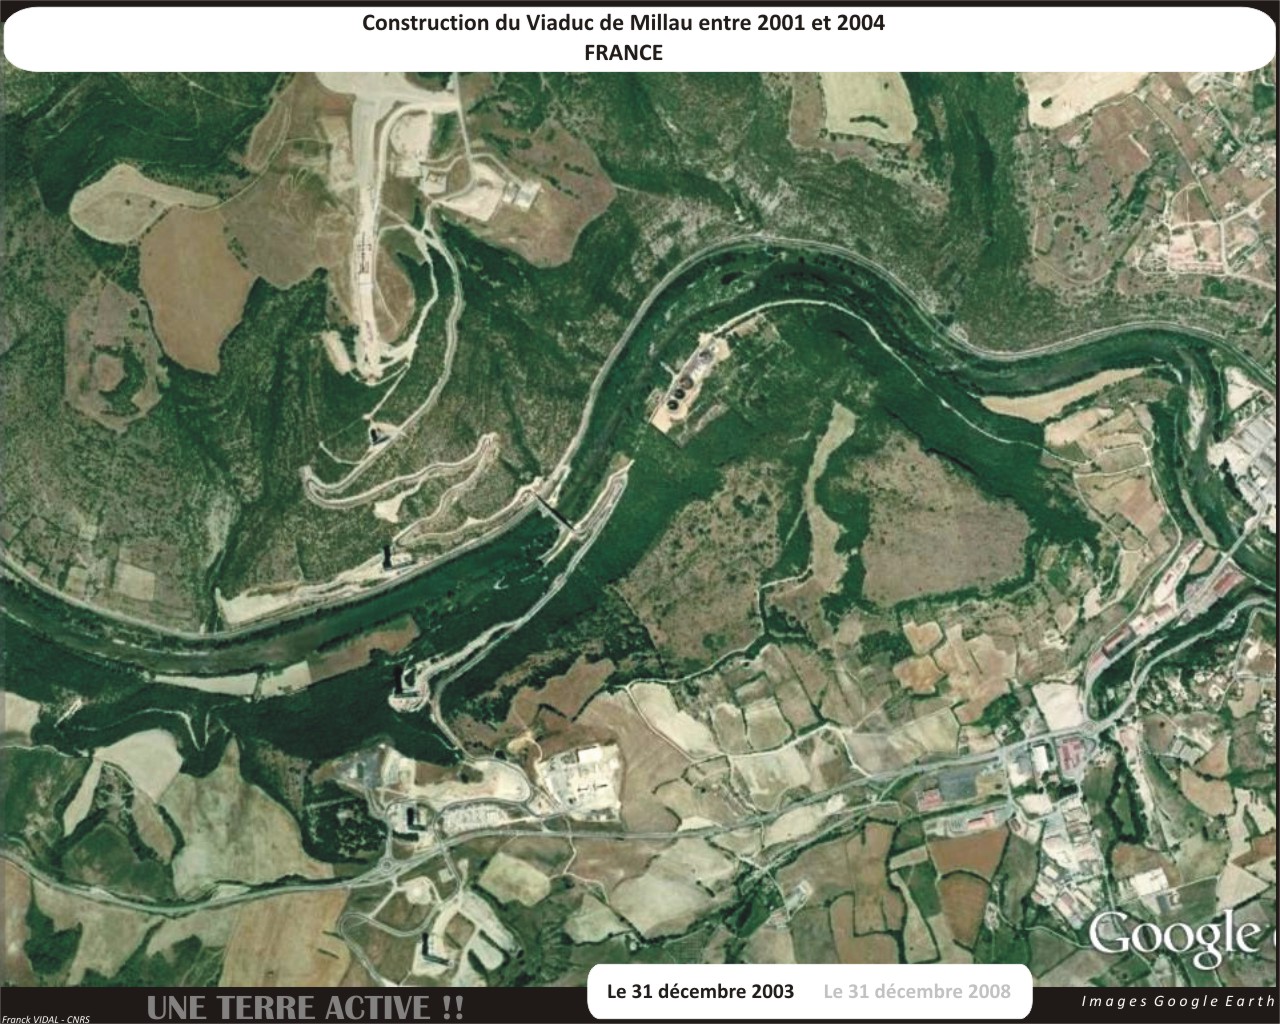 Construction du Viaduc de Millau entre 2001 et 2004
FRANCE
Google
Le 31 décembre 2003 Le 31 décembre 2008
UNE TERRE ACTIVE !!
Images Google Earth
Franck VIDAL - CNRS